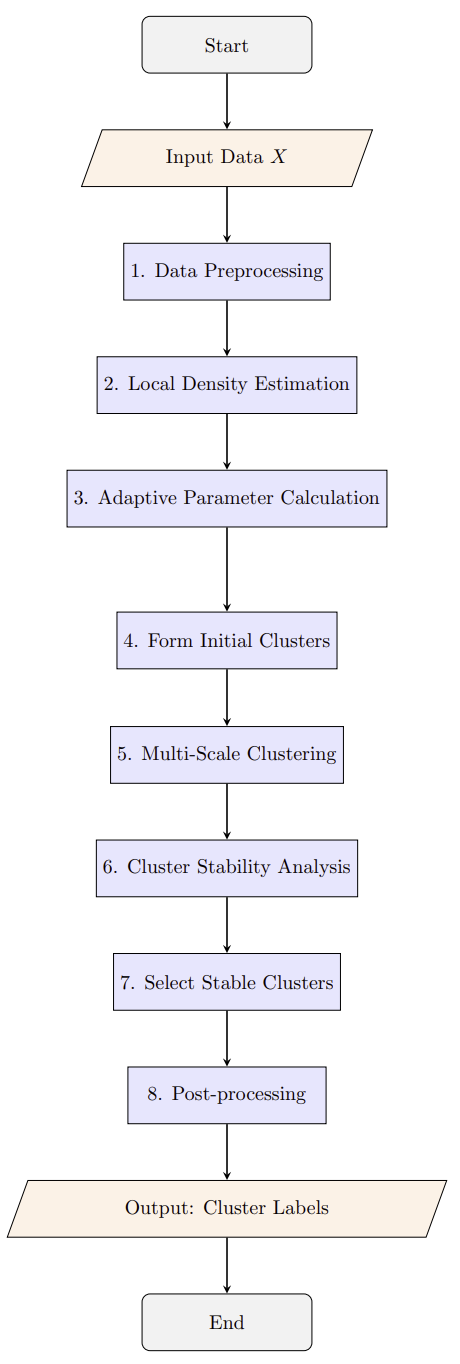 Start
Input Data X
1. Data Preprocessing
2. Local Density Estimation
3. Adaptive Parameter Calculation
4. Form Initial Clusters
5. Multi-Scale Clustering
6. Cluster Stability Analysis
7. Select Stable Clusters
8. Post-processing
Output: Cluster Labels
End